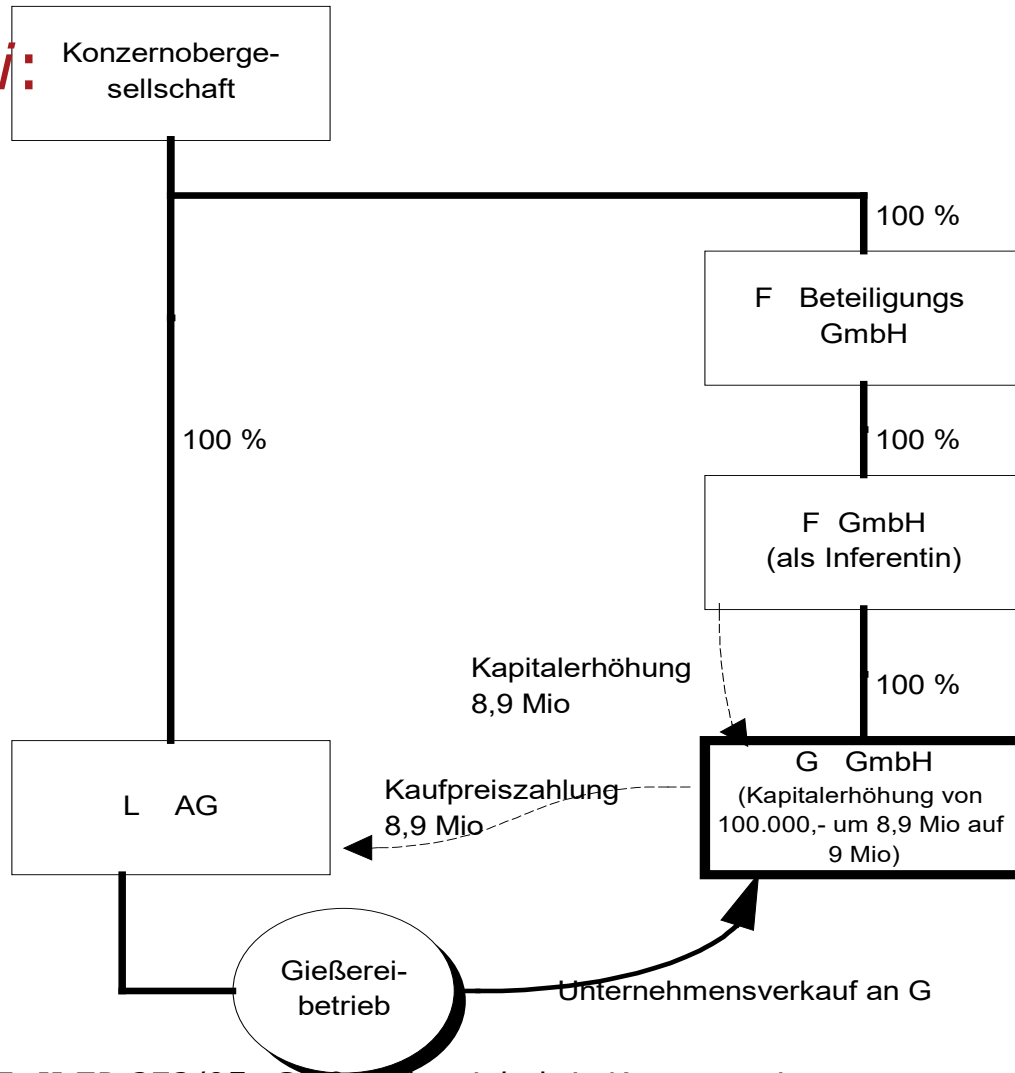 i:
Konzernoberge-
sellschaft
100 %
F Beteiligungs
GmbH
100 %
100 %
F GmbH
(als Inferentin)
Kapitalerhöhung
8,9 Mio
100 %
L AG
Kaufpreiszahlung
8,9 Mio
G GmbH
(Kapitalerhöhung von
100.000,- um 8,9 Mio auf
9 Mio)
Gießerei-
betrieb
Unternehmensverkauf an G